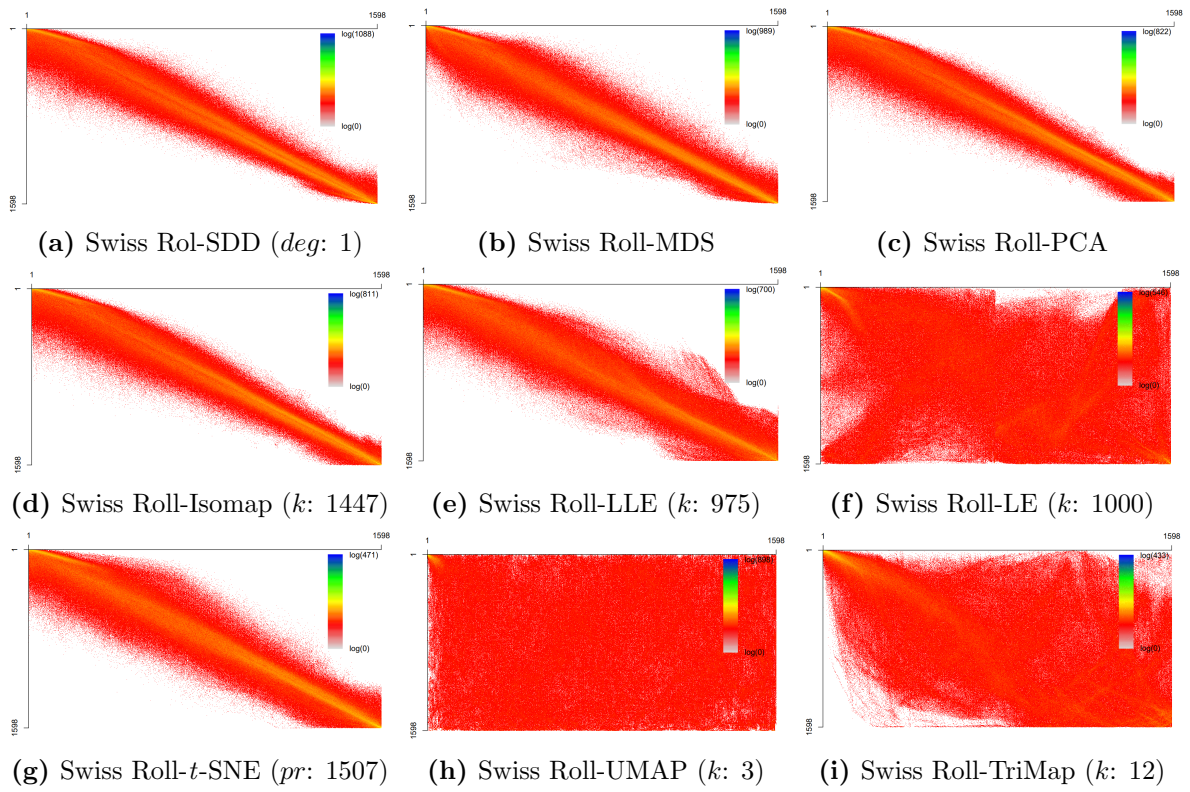 1 1598 1 1598 1 1598
1 log(1088) 1 log(989) 1 log(822)
log(0) log(0) log(0)
1598 1598 1598
(a) Swiss Rol-SDD (deg: 1) (b) Swiss Roll-MDS (c) Swiss Roll-PCA
1 1598 1 1598 1 1598
1 log(811) 1 log(700) 1
log(0) log(0) log(0)
1598 1598 1598
(d) Swiss Roll-Isomap (k: 1447) (e) Swiss Roll-LLE (k: 975) (f) Swiss Roll-LE (k: 1000)
1 1598 1 1598 1 1598
1 log(471) 1 1 log(433)
log(0) log(0) log(0)
1598 1598 1598
(g) Swiss Roll-t-SNE (pr: 1507) (h) Swiss Roll-UMAP (k: 3) (i) Swiss Roll-TriMap (k: 12)